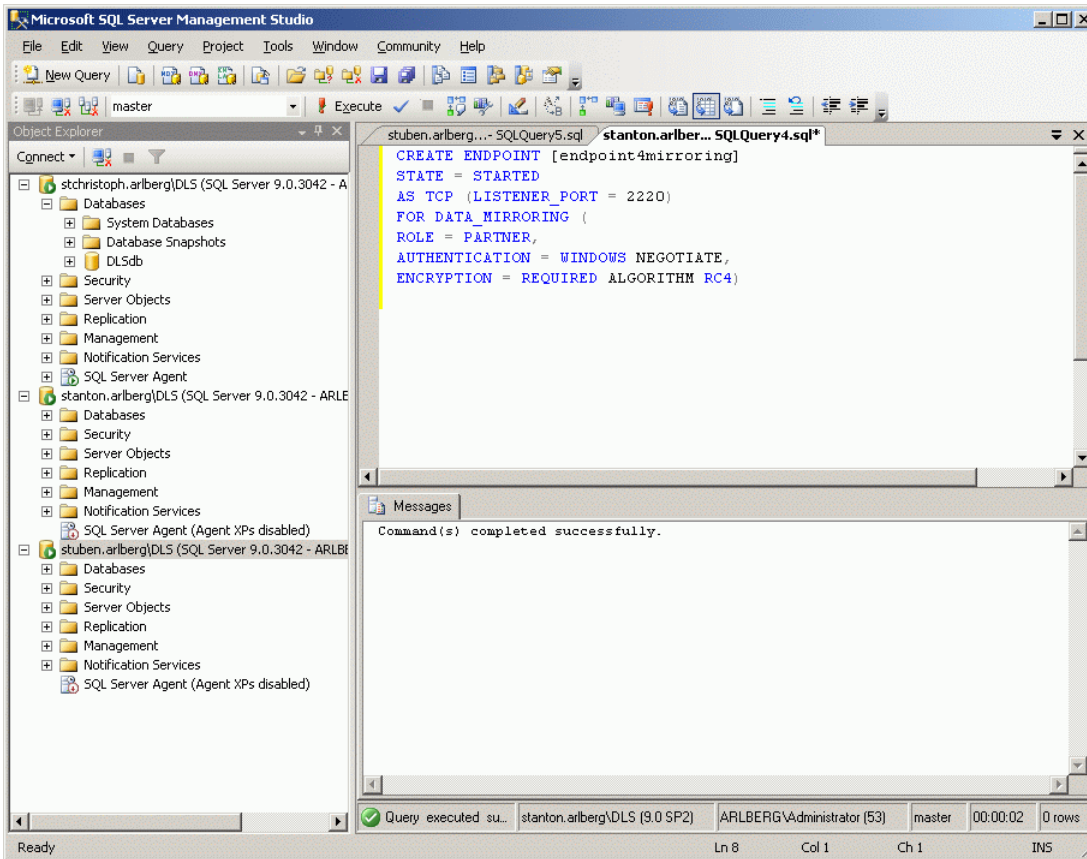 Microsoft SQL Server Management Studio
File Edit View Query Project Tools Window Community Help
New Query
master Execute
Object Explorer
stuben.arlberg...- SQLQuery5.sql stanton.arlber... SQLQuery4.sql*
Connect
stchristoph.arlberg\DLS (SQL Server 9.0.3042 - A
Databases
System Databases
Database Snapshots
DLSdb
Security
Server Objects
Replication
Management
Notification Services
SQL Server Agent
stanton.arlberg\DLS (SQL Server 9.0.3042 - ARLE
Databases
Security
Server Objects
Replication
Management
Notification Services
SQL Server Agent (Agent XPs disabled)
stuben.arlberg\DLS (SQL Server 9.0.3042 - ARLBE
Databases
Security
Server Objects
Replication
Management
Notification Services
SQL Server Agent (Agent XPs disabled)
CREATE ENDPOINT [endpoint4mirroring]
STATE = STARTED
AS TCP (LISTENER_PORT = 2220)
FOR DATA_MIRRORING (
ROLE = PARTNER,
AUTHENTICATION = WINDOWS NEGOTIATE,
ENCRYPTION = REQUIRED ALGORITHM RC4)
Messages
Command(s) completed successfully.
Query executed su... stanton.arlberg\DLS (9.0 SP2) ARLBERG\Administrator (53) master 00:00:02 0 rows
Ready Ln 8 Col 1 Ch 1 INS